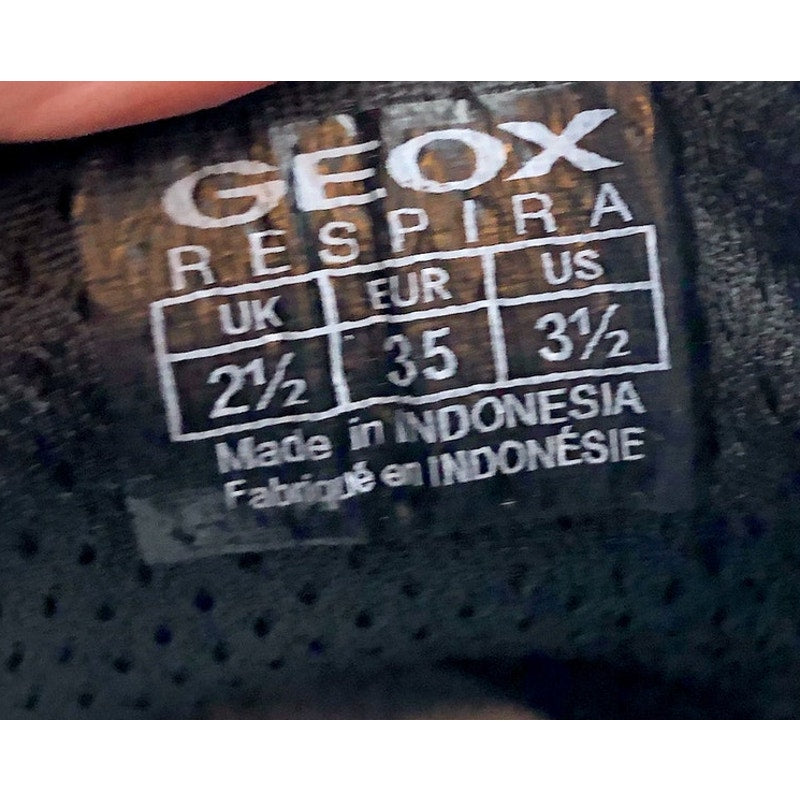 GEOX
RESPIRA
UK EUR US
2½ 35 3½
Made in INDONESIA
Fabriqué en INDONÉSIE